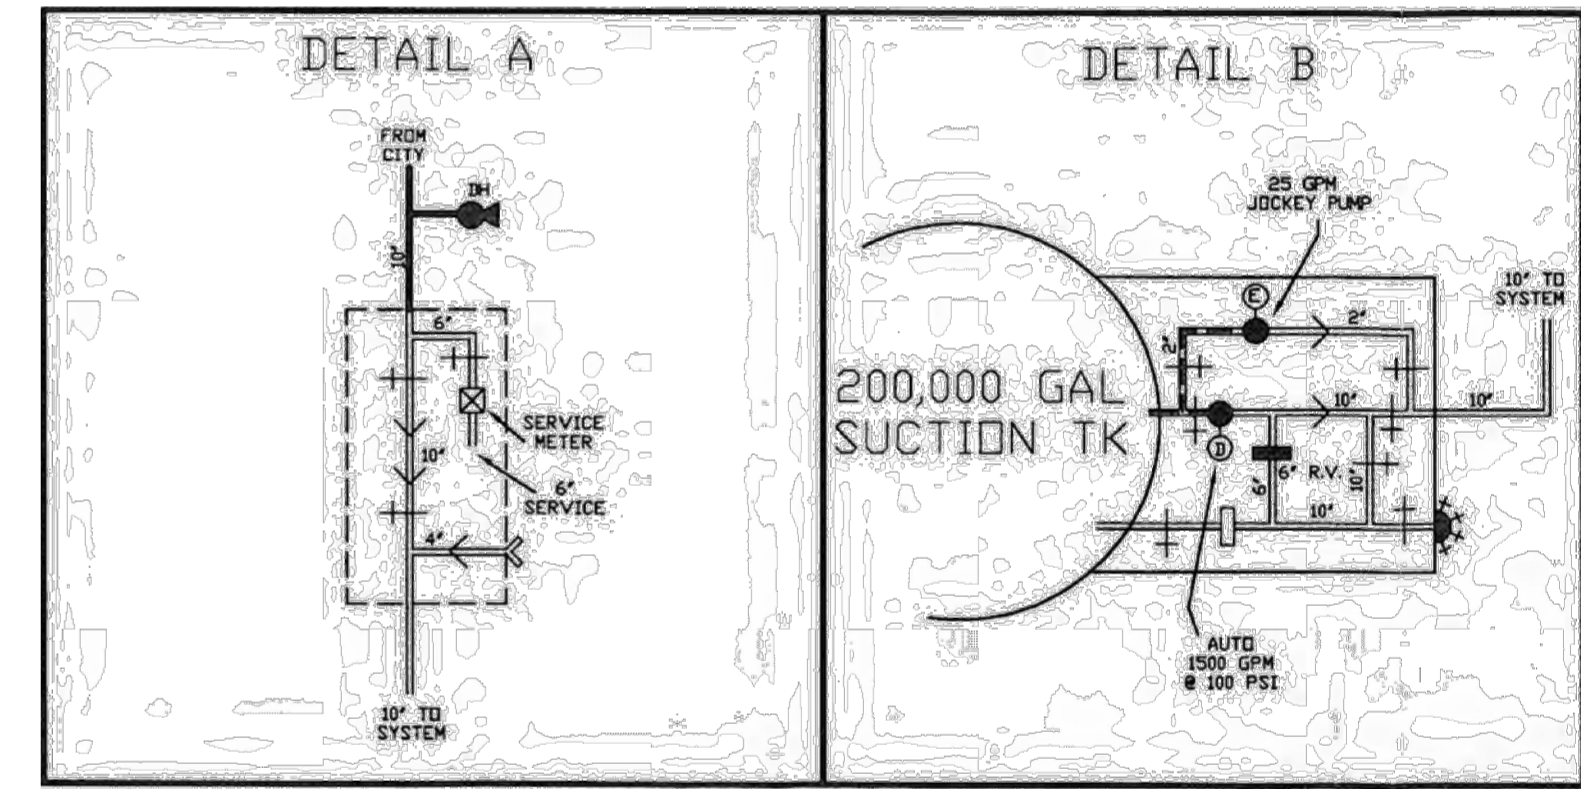 DETAIL A
FROM
CITY
DH
10"
6"
SERVICE
METER
10"
6"
SERVICE
4"
10" TO
SYSTEM
DETAIL B
25 GPM
JOCKEY PUMP
10" TO
SYSTEM
E
2"
2"
200,000 GAL
SUCTION TK
10"
10"
D
6" R.V.
6"
10"
10"
AUTO
1500 GPM
@ 100 PSI